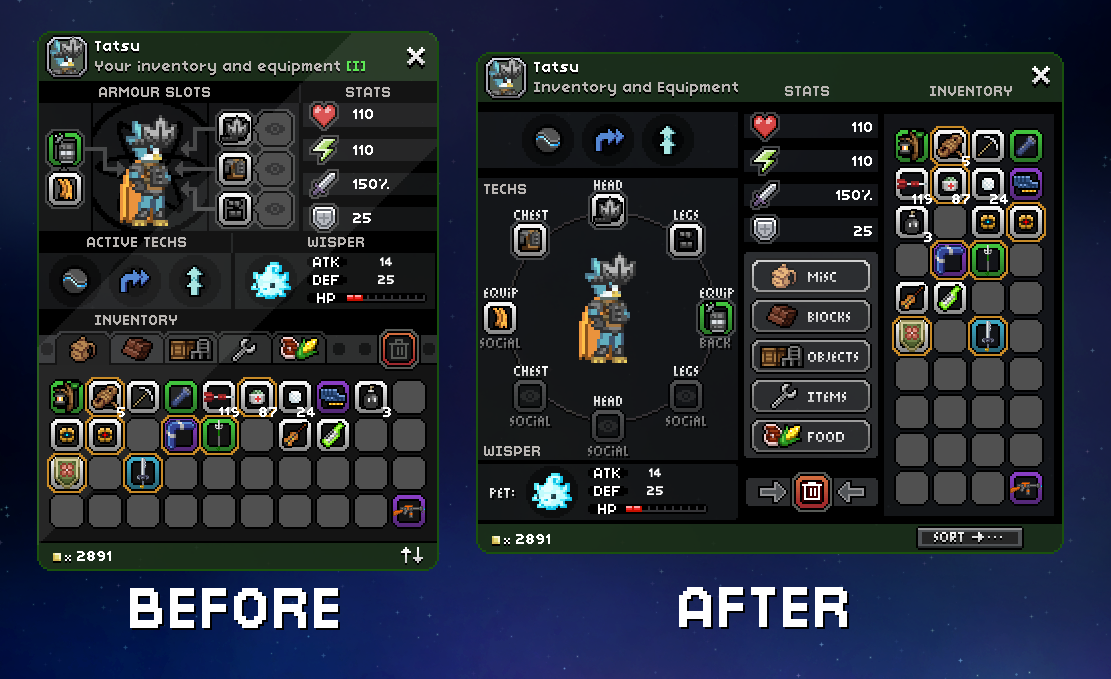 Tatsu
Your inventory and equipment [I]
ARMOUR SLOTS
STATS
110
110
150%
25
ACTIVE TECHS
WISPER
ATK 14
DEF 25
HP
INVENTORY
5
119
87
24
3
x 2891
BEFORE
Tatsu
Inventory and Equipment
STATS
INVENTORY
110
110
150%
25
TECHS
HEAD
CHEST
LEGS
EQUIP
SOCIAL
EQUIP
BACK
CHEST
SOCIAL
LEGS
SOCIAL
HEAD
SOCIAL
MISC
BLOCKS
OBJECTS
ITEMS
FOOD
WISPER
PET:
ATK 14
DEF 25
HP
5
119
87
24
3
x 2891
SORT
AFTER